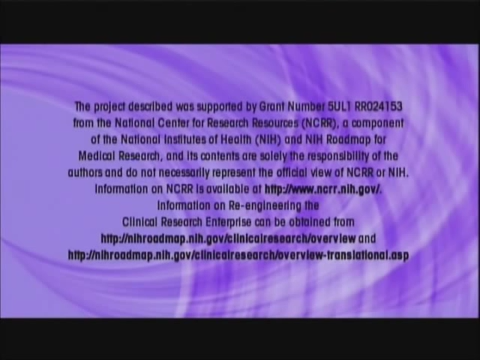 The project described was supported by Grant Number 5UL1 RR024153
from the National Center for Research Resources (NCRR), a component
of the National Institutes of Health (NIH) and NIH Roadmap for
Medical Research, and its contents are solely the responsibility of the
authors and do not necessarily represent the official view of NCRR or NIH.
Information on NCRR is available at http://www.ncrr.nih.gov/.
Information on Re-engineering the
Clinical Research Enterprise can be obtained from
http://nihroadmap.nih.gov/clinicalresearch/overview and
http://nihroadmap.nih.gov/clinicalresearch/overview-translational.asp